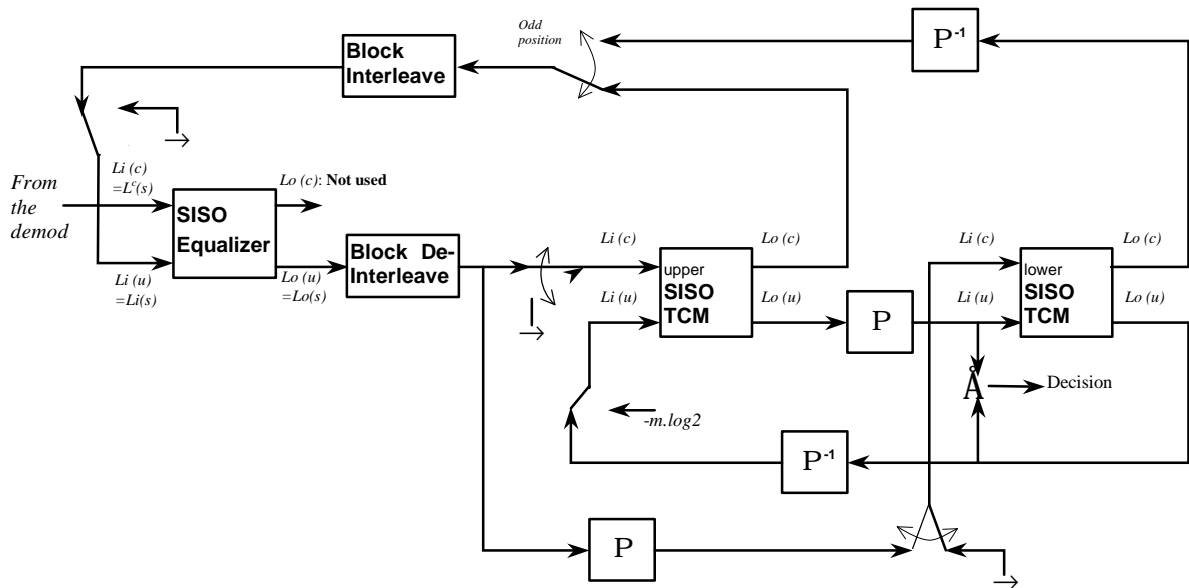 Odd
position
P-1
Block
Interleave
Li (c)
=Lc(s)
Lo (c): Not used
From
the
demod
SISO
Equalizer
Li (u)
=Li(s)
Lo (u)
=Lo(s)
Block De-
Interleave
Li (c)
Li (u)
upper
SISO
TCM
Lo (c)
Lo (u)
P
Li (c)
Li (u)
lower
SISO
TCM
Lo (c)
Lo (u)
Å
Decision
-m.log2
P-1
P